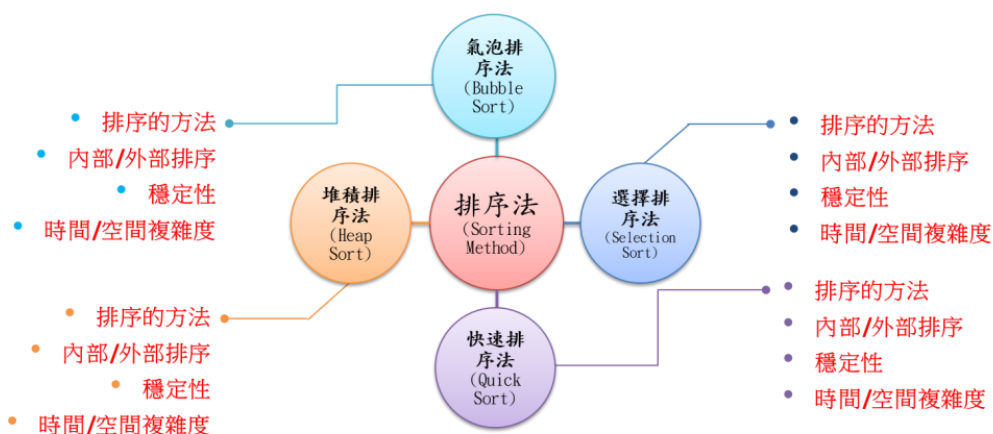 氣泡排
序法
(Bubble
Sort)
排序的方法
內部/外部排序
穩定性
時間/空間複雜度
排序的方法
內部/外部排序
穩定性
時間/空間複雜度
堆積排
序法
(Heap
Sort)
排序法
(Sorting
Method)
選擇排
序法
(Selection
Sort)
排序的方法
內部/外部排序
穩定性
時間/空間複雜度
快速排
序法
(Quick
Sort)
排序的方法
內部/外部排序
穩定性
時間/空間複雜度